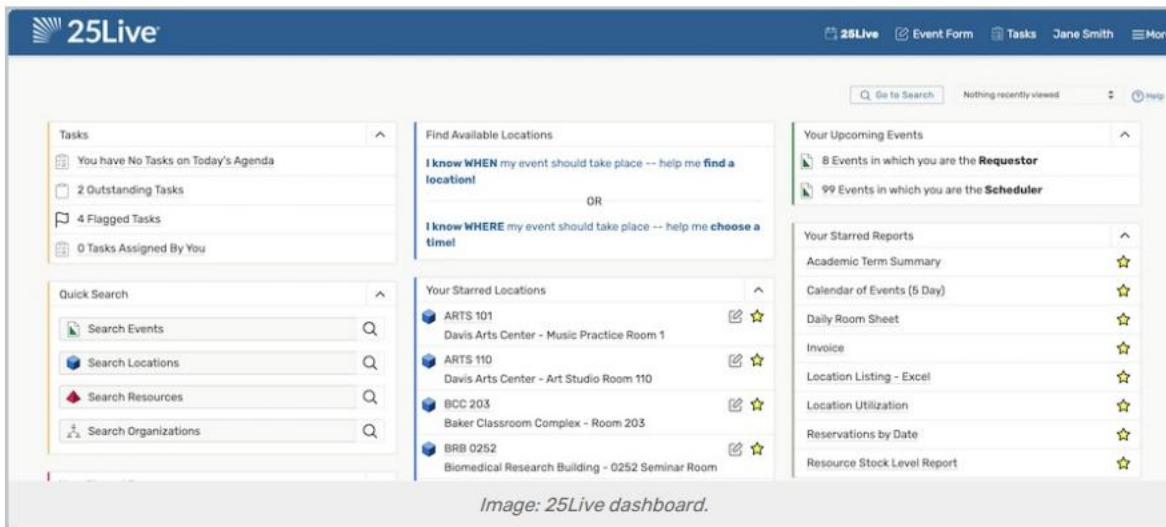 25Live
25Live Event Form Tasks Jane Smith Mor
Go to Search Nothing recently viewed Help
Tasks
You have No Tasks on Today's Agenda
2 Outstanding Tasks
4 Flagged Tasks
0 Tasks Assigned By You
Quick Search
Search Events
Search Locations
Search Resources
Search Organizations
Find Available Locations
I know WHEN my event should take place -- help me find a
location!
OR
I know WHERE my event should take place -- help me choose a
time!
Your Starred Locations
ARTS 101
Davis Arts Center - Music Practice Room 1
ARTS 110
Davis Arts Center - Art Studio Room 110
BCC 203
Baker Classroom Complex - Room 203
BRB 0252
Biomedical Research Building - 0252 Seminar Room
Your Upcoming Events
8 Events in which you are the Requestor
99 Events in which you are the Scheduler
Your Starred Reports
Academic Term Summary
Calendar of Events (5 Day)
Daily Room Sheet
Invoice
Location Listing - Excel
Location Utilization
Reservations by Date
Resource Stock Level Report
Image: 25Live dashboard.